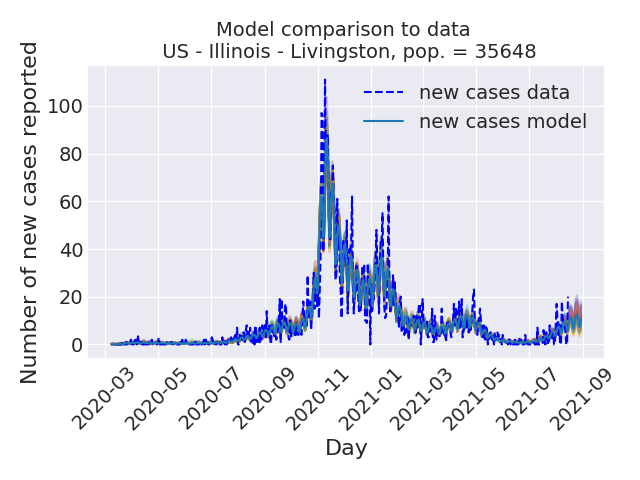 Model comparison to data
US - Illinois - Livingston, pop. = 35648
Number of new cases reported
100
80
60
40
20
0
new cases data
new cases model
2020-03
2020-05
2020-07
2020-09
2020-11
2021-01
2021-03
2021-05
2021-07
2021-09
Day